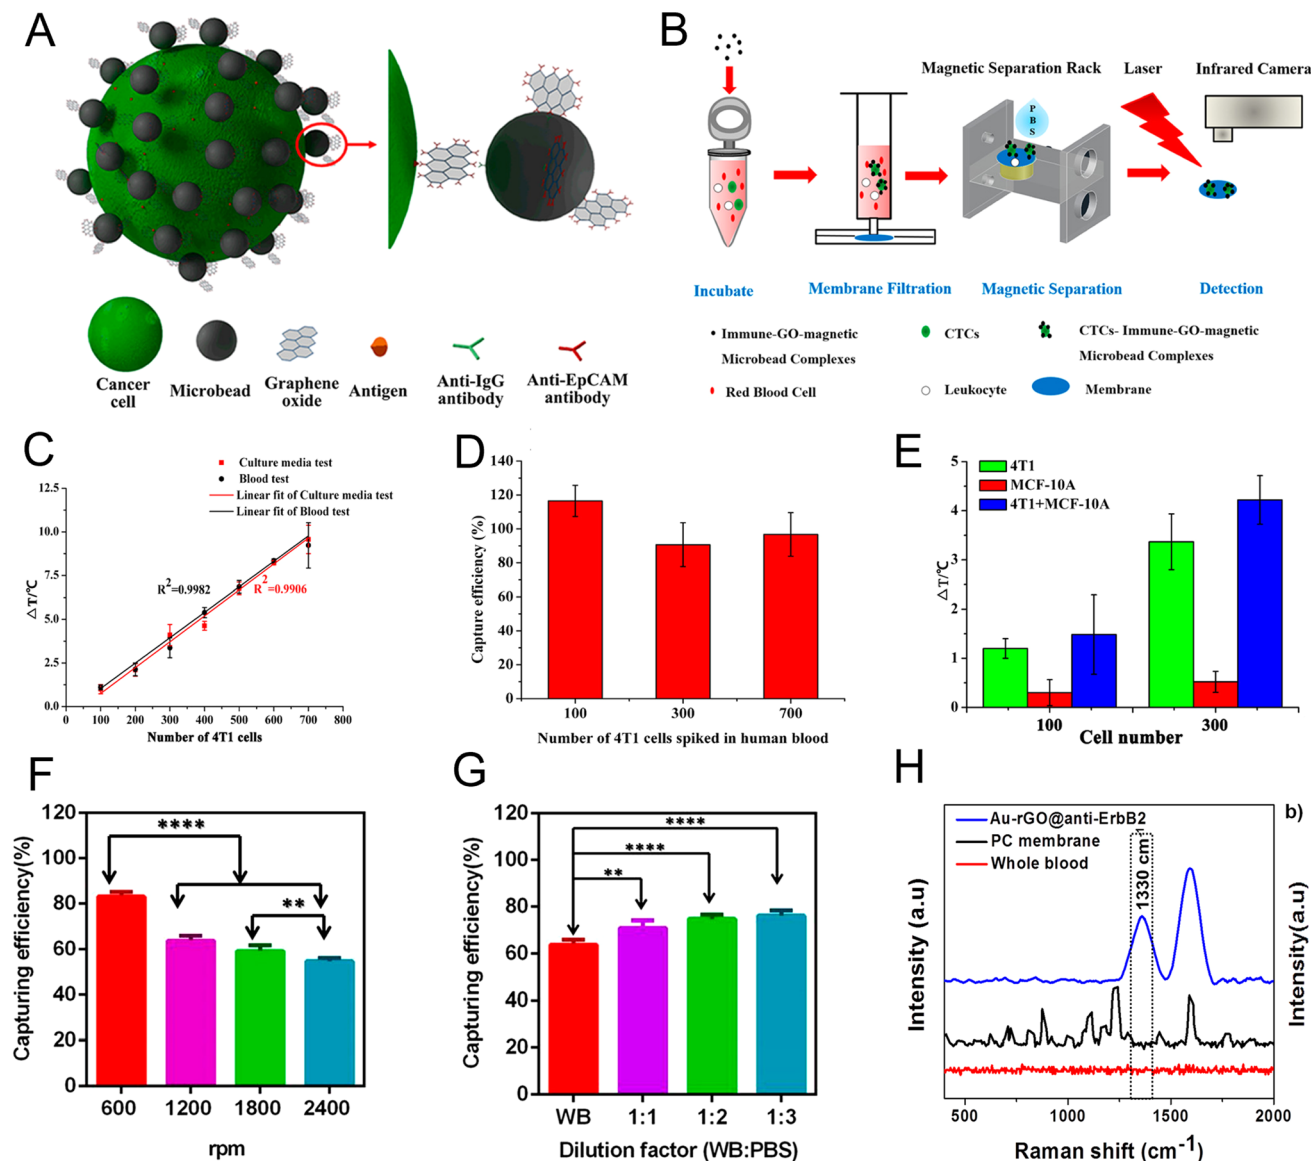 A
Cancer
cell
Microbead
Graphene
oxide
Antigen
Anti-IgG
antibody
Anti-EpCAM
antibody
B
Magnetic Separation Rack
Laser
Infrared Camera
P
B
S
Incubate
Membrane Filtration
Magnetic Separation
Detection
Immune-GO-magnetic
Microbead Complexes
CTCs
CTCs- Immune-GO-magnetic
Microbead Complexes
Red Blood Cell
Leukocyte
Membrane
C
Culture media test
Blood test
Linear fit of Culture media test
Linear fit of Blood test
△T/℃
12.5
10.0
7.5
5.0
2.5
0.0
R²=0.9982
R²=0.9906
0 100 200 300 400 500 600 700 800
Number of 4T1 cells
D
Capture efficiency (%)
140
120
100
80
60
40
20
0
100 300 700
Number of 4T1 cells spiked in human blood
E
4T1
MCF-10A
4T1+MCF-10A
△T/℃
5
4
3
2
1
0
100 300
Cell number
F
Capturing efficiency(%)
120
100
80
60
40
20
0
****
**
600 1200 1800 2400
rpm
G
Capturing efficiency(%)
120
100
80
60
40
20
0
****
****
**
WB 1:1 1:2 1:3
Dilution factor (WB:PBS)
H
b)
Au-rGO@anti-ErbB2
PC membrane
Whole blood
1330 cm⁻¹
Intensity (a.u)
Intensity(a.u)
500 1000 1500 2000
Raman shift (cm⁻¹)